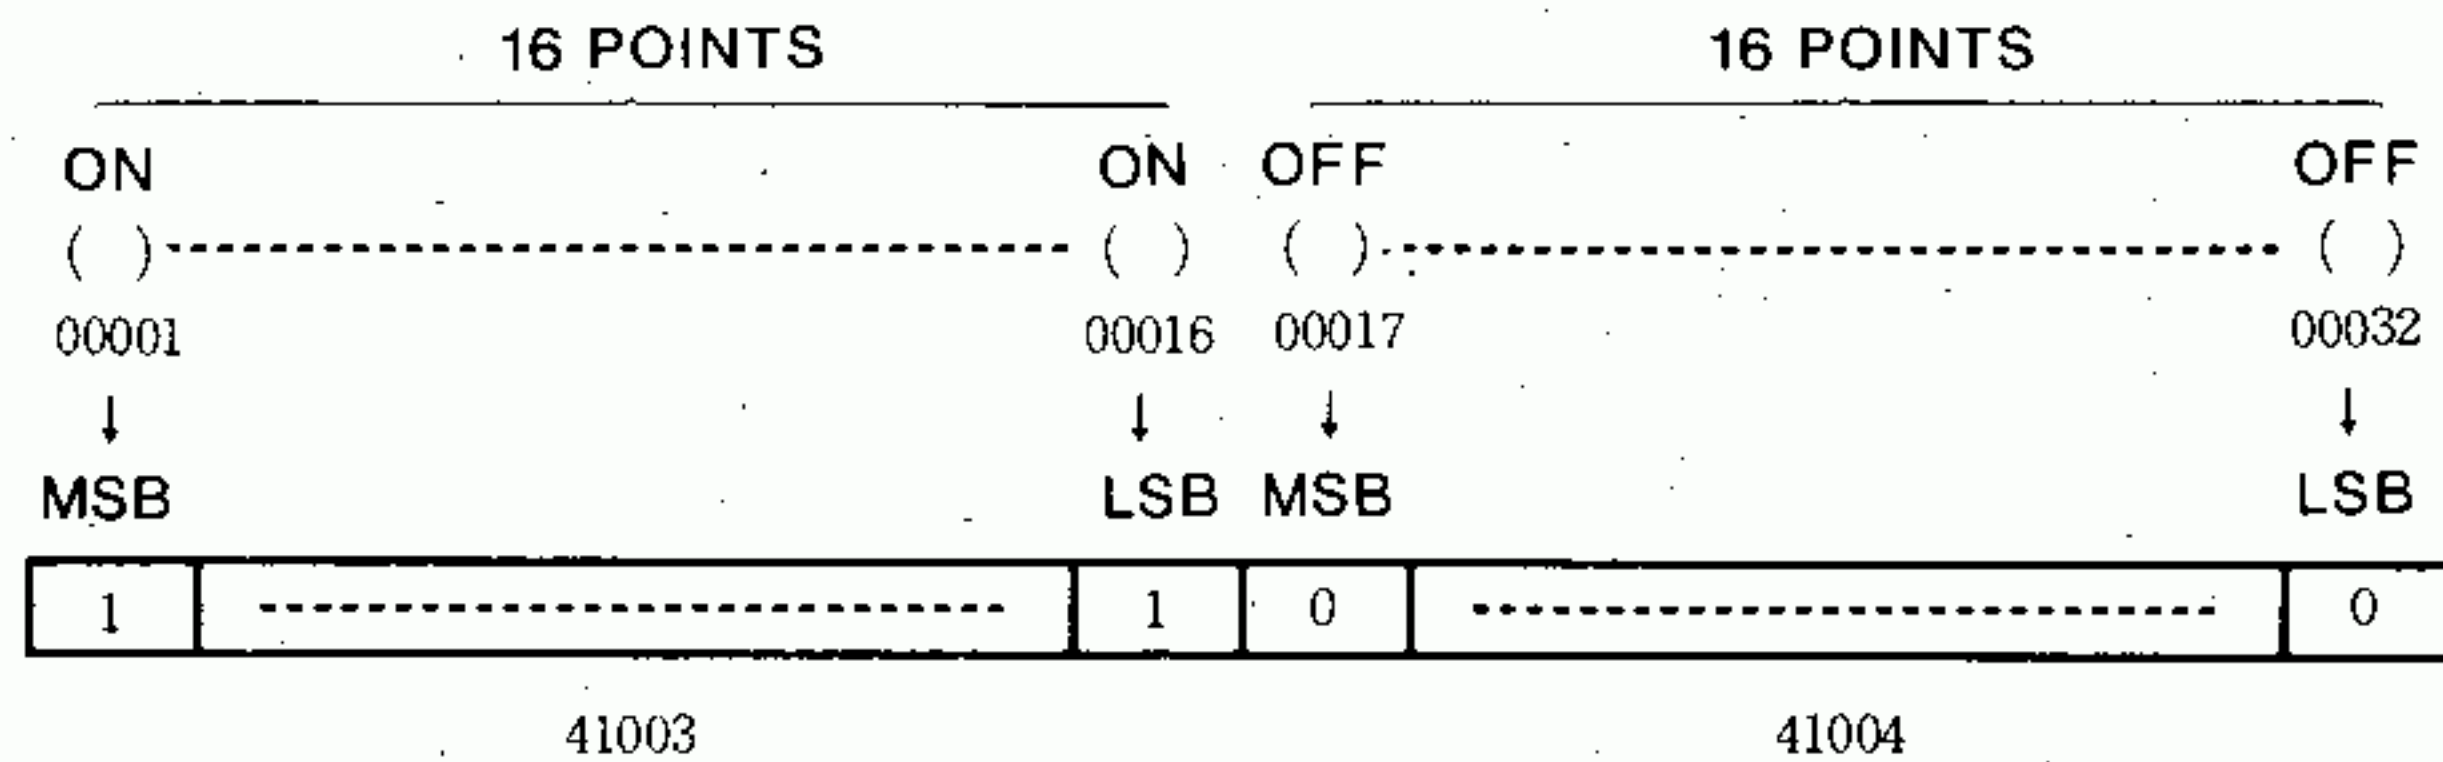 16 POINTS 16 POINTS
ON ON OFF OFF
( ) ( ) ( ) ( )
00001 00016 00017 00032
MSB LSB MSB LSB
1 1 0 0
41003 41004